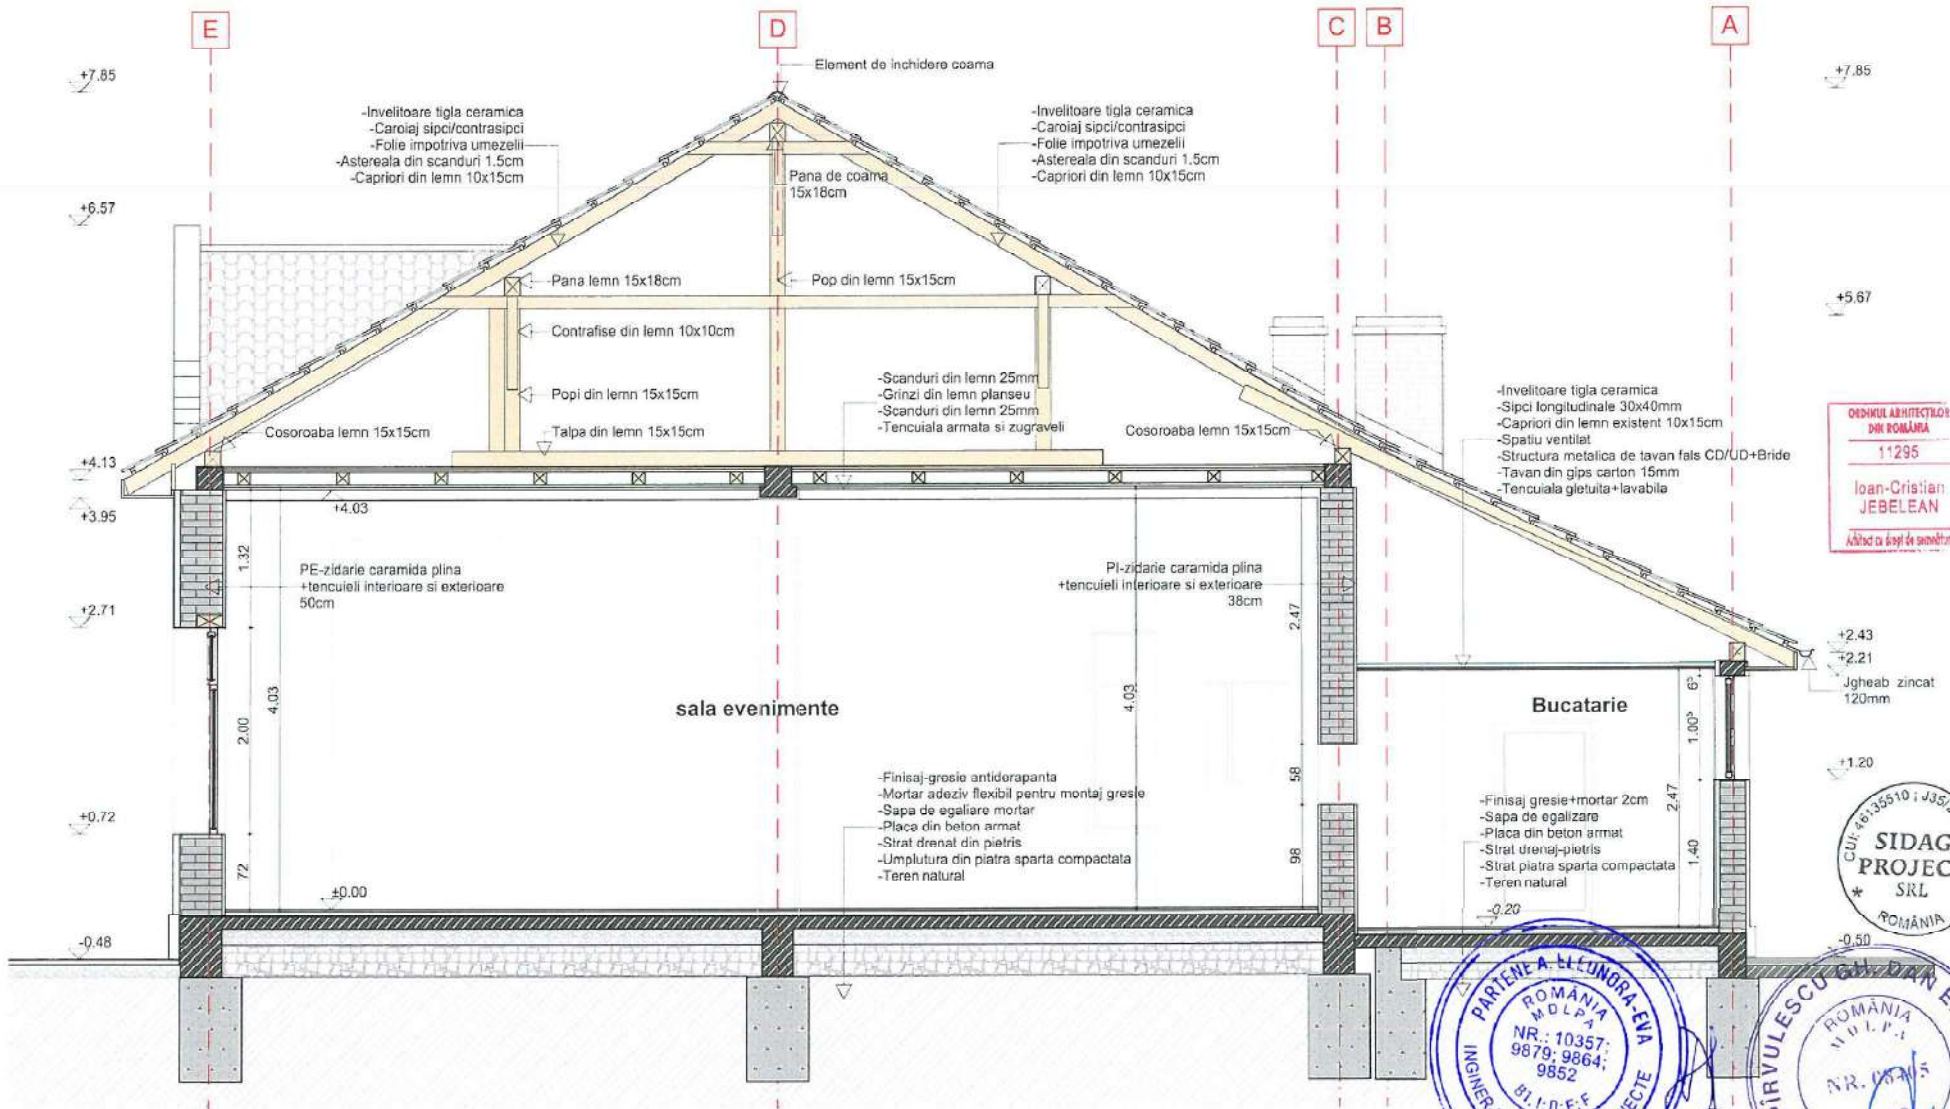 E
D
C
B
A
+7.85
Element de inchidere coama
+7.85
-Invelitoare tigla ceramica
-Caroiaj sipci/contrasipci
-Folie impotriva umezelii
-Astereala din scanduri 1.5cm
-Capriori din lemn 10x15cm
-Invelitoare tigla ceramica
-Caroiaj sipci/contrasipci
-Folie impotriva umezelii
-Astereala din scanduri 1.5cm
-Capriori din lemn 10x15cm
Pana de coama
15x18cm
+6.57
Pana lemn 15x18cm
Pop din lemn 15x15cm
+5.67
Contrafise din lemn 10x10cm
Popi din lemn 15x15cm
-Scanduri din lemn 25mm
-Grinzi din lemn planseu
-Scanduri din lemn 25mm
-Tencuiala armata si zugraveli
-Invelitoare tigla ceramica
-Sipci longitudinale 30x40mm
-Capriori din lemn existent 10x15cm
-Spatiu ventilat
-Structura metalica de tavan fals CD/UD+Bride
-Tavan din gips carton 15mm
-Tencuiala gletuita+lavabila
ORDINUL ARHITECTILOR
DIN ROMÂNIA
11295
Ioan-Cristian
JEBELEAN
Cosoroaba lemn 15x15cm
Talpa din lemn 15x15cm
Cosoroaba lemn 15x15cm
+4.13
+4.03
+3.95
1.32
PE-zidarie caramida plina
+tencuieli interioare si exterioare
50cm
PI-zidarie caramida plina
+tencuieli interioare si exterioare
38cm
+2.71
2.47
+2.43
+2.21
Jgheab zincat
120mm
2.00
4.03
sala evenimente
4.03
Bucatarie
6⁵
1.00⁵
+1.20
58
-Finisaj-gresie antiderapanta
-Mortar adeziv flexibil pentru montaj gresie
-Sapa de egaliare mortar
-Placa din beton armat
-Strat drenat din pietris
-Umplutura din piatra sparta compactata
-Teren natural
-Finisaj gresie+mortar 2cm
-Sapa de egalizare
-Placa din beton armat
-Strat drenaj-pietris
-Strat piatra sparta compactata
-Teren natural
2.47
1.40
+0.72
72
98
±0.00
-0.20
-0.48
-0.50
CUI: 46135510 ; J35/
SIDAG
PROJEC
SRL
* ROMÂNIA
PARTENE A. ELEONORA-EVA
ROMÂNIA
MDLPA
NR.: 10357;
9879; 9864;
9852
ÎRVULESCU GH. DAN
ROMÂNIA